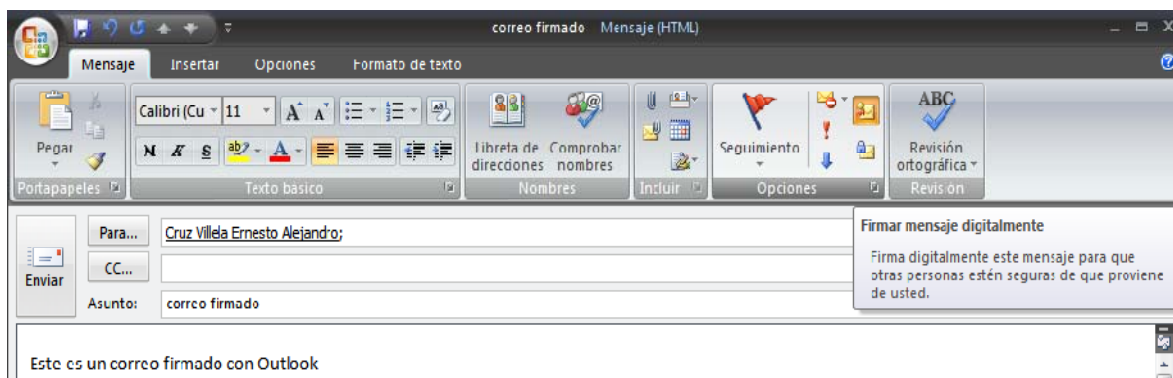 correo firmado Mensaje (HTML)
Mensaje Insertar Opciones Formato de texto
Calibri (Cu 11
Pegar
N K S
Libreta de direcciones
Comprobar nombres
Seguimiento
ABC
Revisión ortográfica
Portapapeles Texto básico Nombres Incluir Opciones Revisión
Firmar mensaje digitalmente
Firma digitalmente este mensaje para que
otras personas estén seguras de que proviene
de usted.
Enviar
Para... Cruz Villela Ernesto Alejandro;
CC...
Asunto: correo firmado
Este es un correo firmado con Outlook